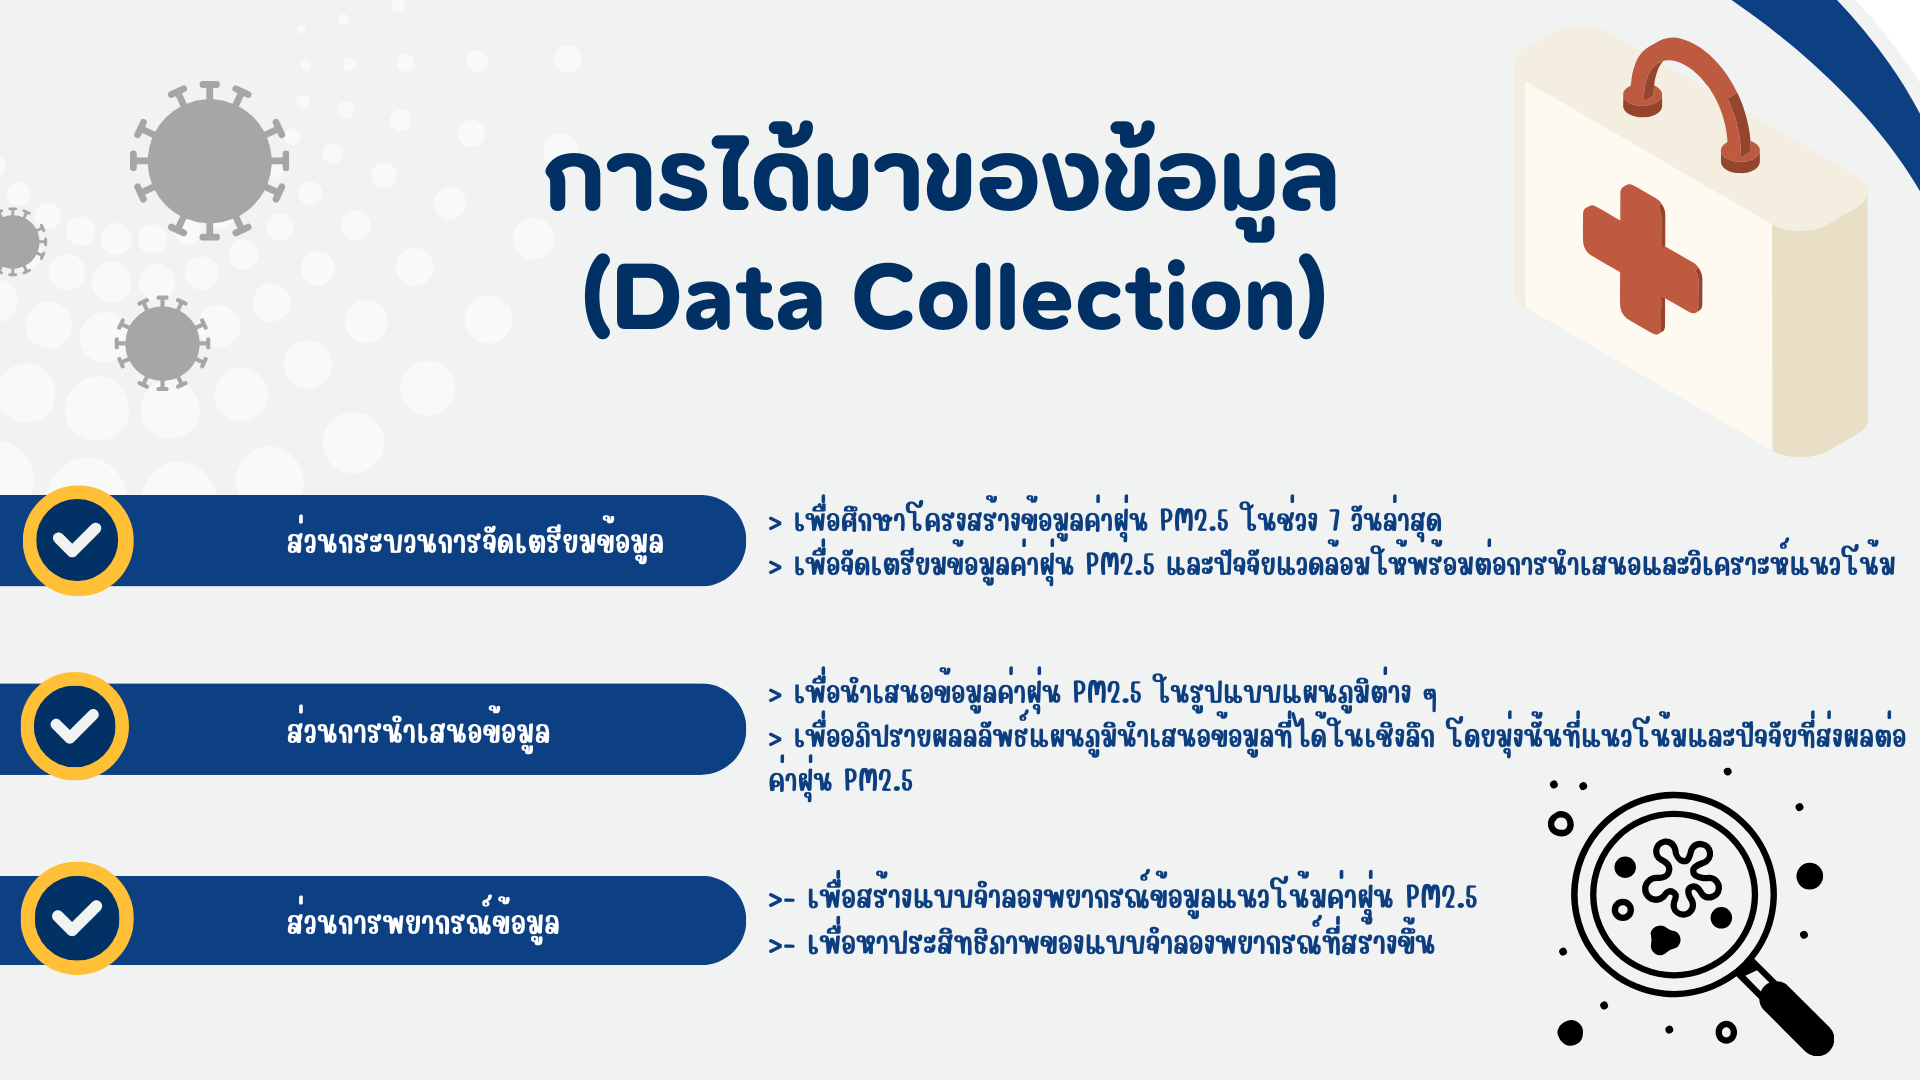 การได้มาของข้อมูล
(Data Collection)
ส่วนกระบวนการจัดเตรียมข้อมูล
> เพื่อศึกษาโครงสร้างข้อมูลค่าฝุ่น PM2.5 ในช่วง 7 วันล่าสุด
> เพื่อจัดเตรียมข้อมูลค่าฝุ่น PM2.5 และปัจจัยแวดล้อมให้พร้อมต่อการนำเสนอและวิเคราะห์แนวโน้ม
ส่วนการนำเสนอข้อมูล
> เพื่อนำเสนอข้อมูลค่าฝุ่น PM2.5 ในรูปแบบแผนภูมิต่าง ๆ
> เพื่ออภิปรายผลลลัพธ์แผนภูมินำเสนอข้อมูลที่ได้ในเชิงลึก โดยมุ่งนั้นที่แนวโน้มและปัจจัยที่ส่งผลต่อ
ค่าฝุ่น PM2.5
ส่วนการพยากรณ์ข้อมูล
>- เพื่อสร้างแบบจำลองพยากรณ์ข้อมูลแนวโน้มค่าฝุ่น PM2.5
>- เพื่อหาประสิทธิภาพของแบบจำลองพยากรณ์ที่สรางขึ้น